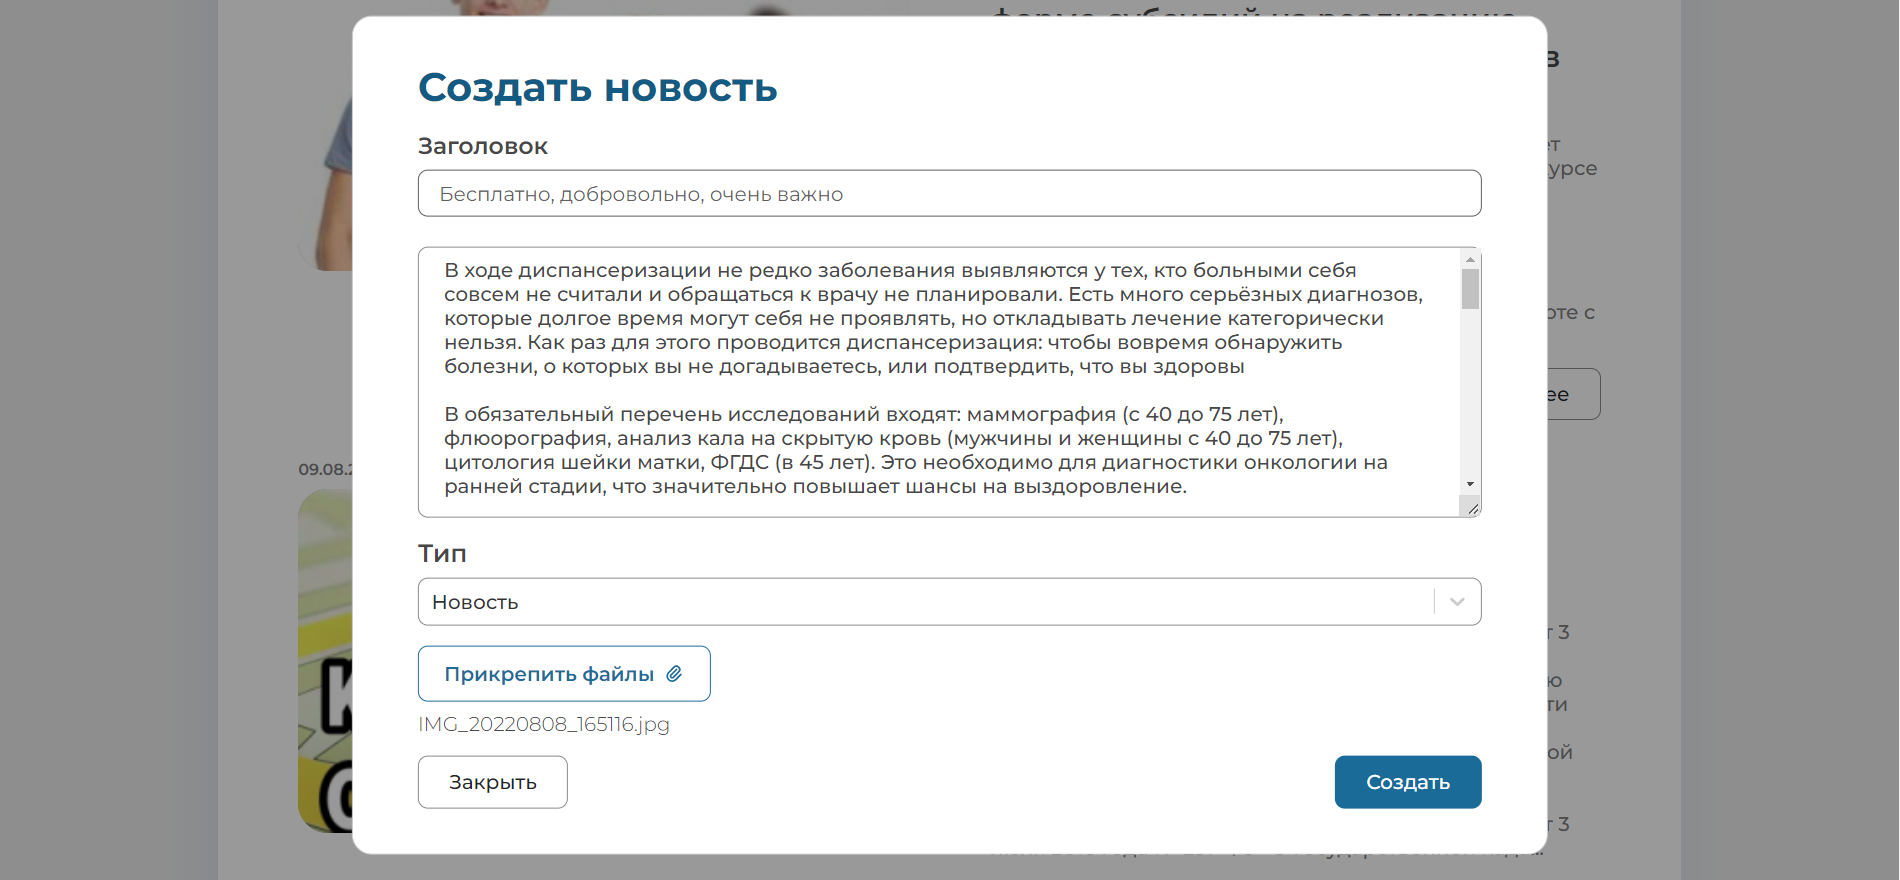 Создать новость
Заголовок
Бесплатно, добровольно, очень важно
В ходе диспансеризации не редко заболевания выявляются у тех, кто больными себя
совсем не считали и обращаться к врачу не планировали. Есть много серьёзных диагнозов,
которые долгое время могут себя не проявлять, но откладывать лечение категорически
нельзя. Как раз для этого проводится диспансеризация: чтобы вовремя обнаружить
болезни, о которых вы не догадываетесь, или подтвердить, что вы здоровы
В обязательный перечень исследований входят: маммография (с 40 до 75 лет),
флюорография, анализ кала на скрытую кровь (мужчины и женщины с 40 до 75 лет),
цитология шейки матки, ФГДС (в 45 лет). Это необходимо для диагностики онкологии на
ранней стадии, что значительно повышает шансы на выздоровление.
Тип
Новость
Прикрепить файлы
IMG_20220808_165116.jpg
Закрыть
Создать
09.08.